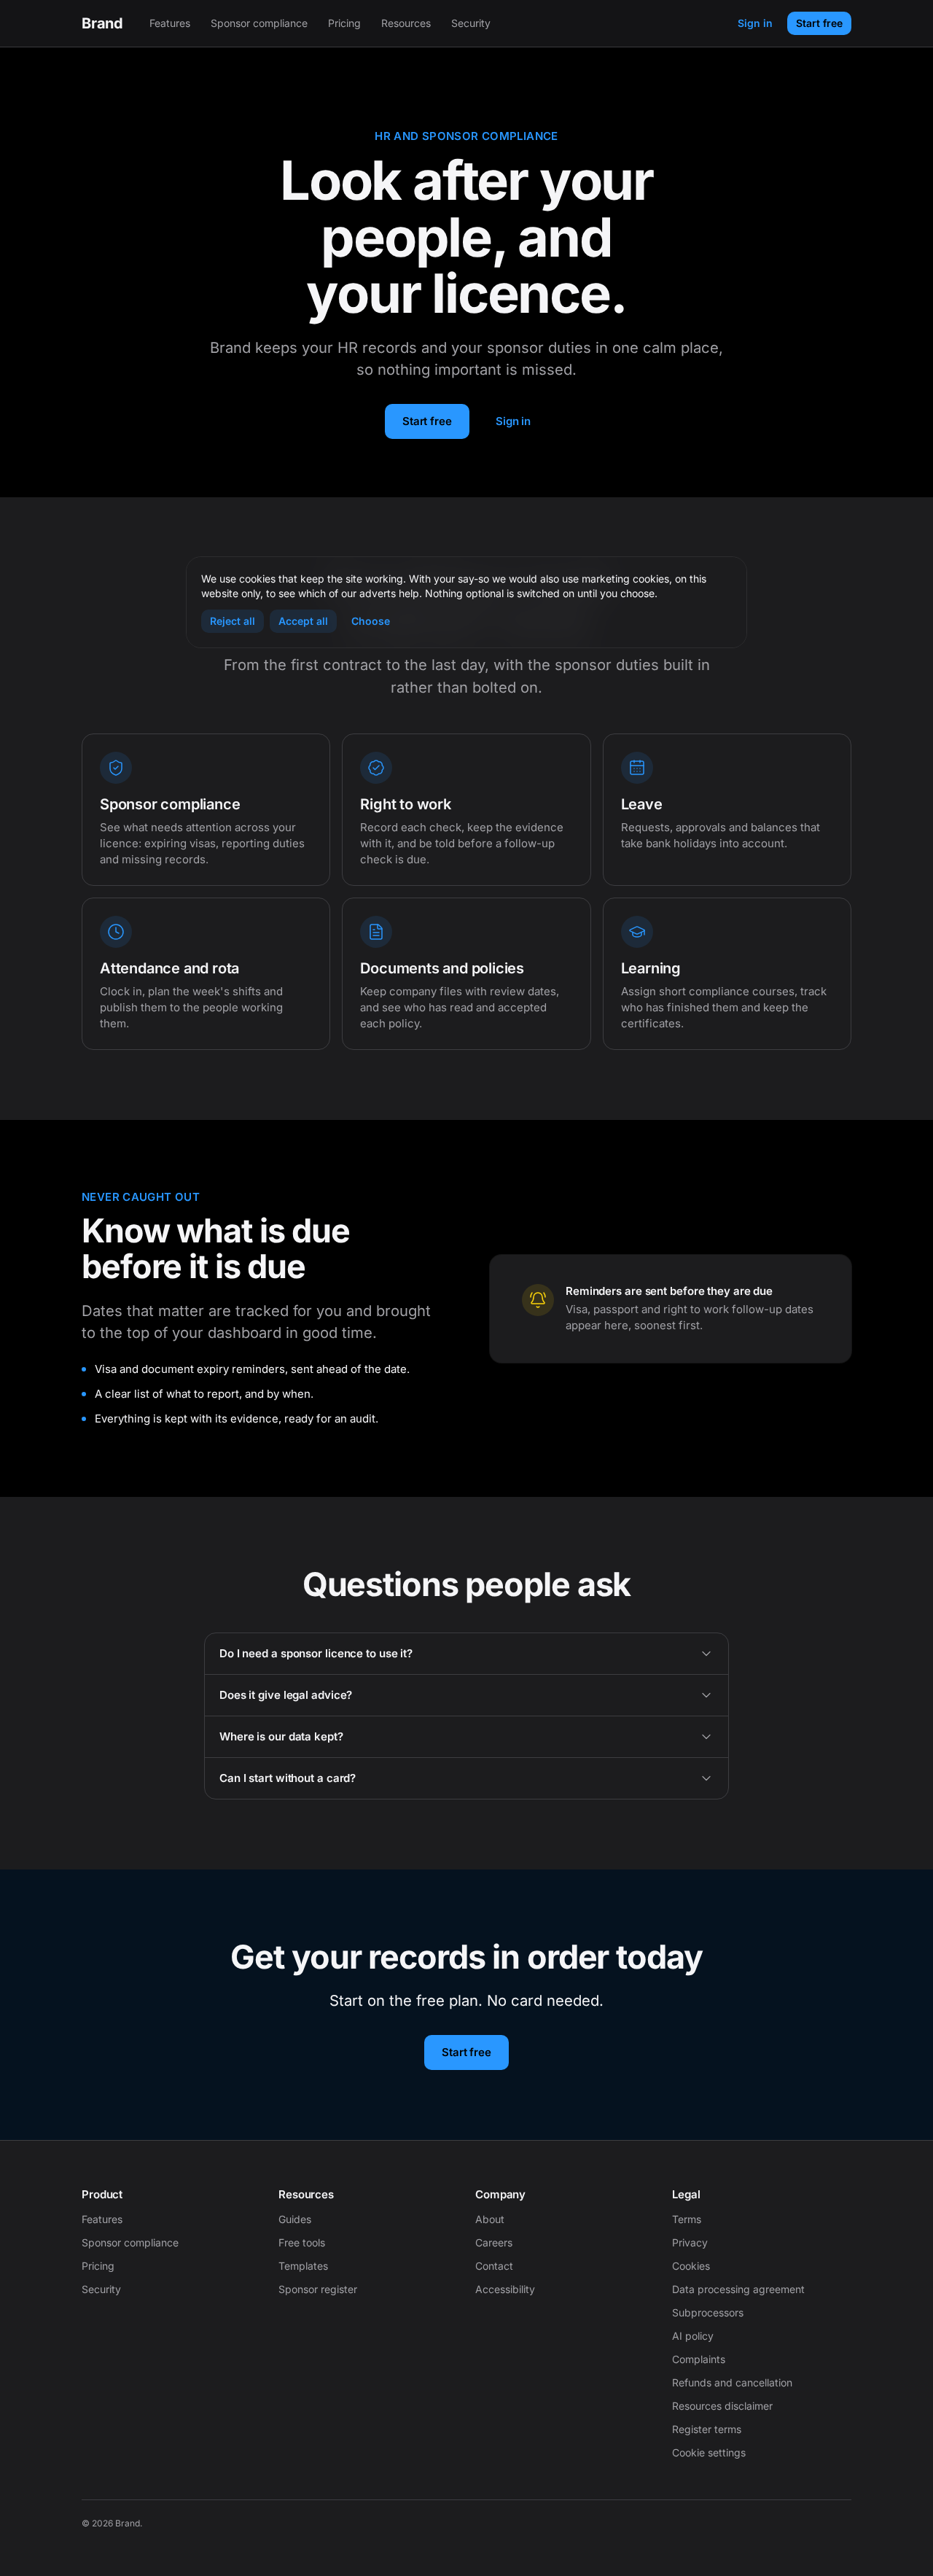 Brand
Features
Sponsor compliance
Pricing
Resources
Security
Sign in
Start free
HR AND SPONSOR COMPLIANCE
Look after your
people, and
your licence.
Brand keeps your HR records and your sponsor duties in one calm place,
so nothing important is missed.
Start free
Sign in
We use cookies that keep the site working. With your say-so we would also use marketing cookies, on this
website only, to see which of our adverts help. Nothing optional is switched on until you choose.
Reject all
Accept all
Choose
From the first contract to the last day, with the sponsor duties built in
rather than bolted on.
Sponsor compliance
See what needs attention across your
licence: expiring visas, reporting duties
and missing records.
Right to work
Record each check, keep the evidence
with it, and be told before a follow-up
check is due.
Leave
Requests, approvals and balances that
take bank holidays into account.
Attendance and rota
Clock in, plan the week's shifts and
publish them to the people working
them.
Documents and policies
Keep company files with review dates,
and see who has read and accepted
each policy.
Learning
Assign short compliance courses, track
who has finished them and keep the
certificates.
NEVER CAUGHT OUT
Know what is due
before it is due
Dates that matter are tracked for you and brought
to the top of your dashboard in good time.
Visa and document expiry reminders, sent ahead of the date.
A clear list of what to report, and by when.
Everything is kept with its evidence, ready for an audit.
Reminders are sent before they are due
Visa, passport and right to work follow-up dates
appear here, soonest first.
Questions people ask
Do I need a sponsor licence to use it?
Does it give legal advice?
Where is our data kept?
Can I start without a card?
Get your records in order today
Start on the free plan. No card needed.
Start free
Product
Features
Sponsor compliance
Pricing
Security
Resources
Guides
Free tools
Templates
Sponsor register
Company
About
Careers
Contact
Accessibility
Legal
Terms
Privacy
Cookies
Data processing agreement
Subprocessors
AI policy
Complaints
Refunds and cancellation
Resources disclaimer
Register terms
Cookie settings
© 2026 Brand.